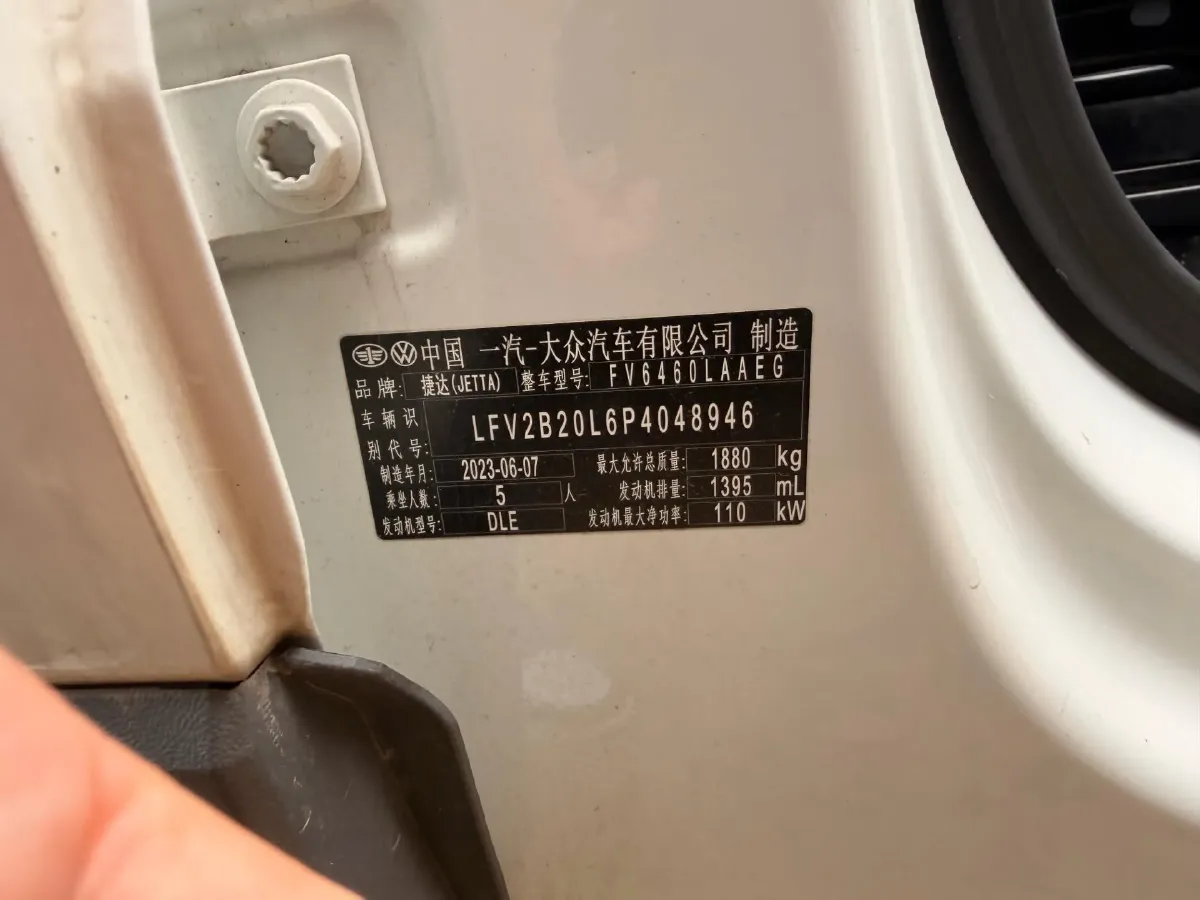 中国 一汽-大众汽车有限公司 制造
品牌: 捷达(JETTA) 整车型号: FV6460LAAEG
车辆识别代号: LFV2B20L6P4048946
制造年月: 2023-06-07 最大允许总质量: 1880 kg
乘坐人数: 5 人 发动机排量: 1395 mL
发动机型号: DLE 发动机最大净功率: 110 kW